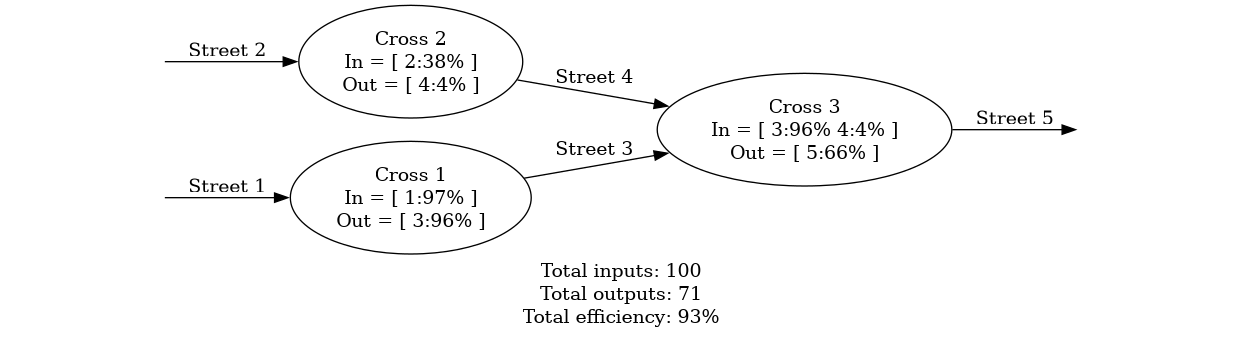 Street 2
Cross 2
In = [ 2:38% ]
Out = [ 4:4% ]
Street 4
Cross 3
In = [ 3:96% 4:4% ]
Out = [ 5:66% ]
Street 5
Street 3
Street 1
Cross 1
In = [ 1:97% ]
Out = [ 3:96% ]
Total inputs: 100
Total outputs: 71
Total efficiency: 93%